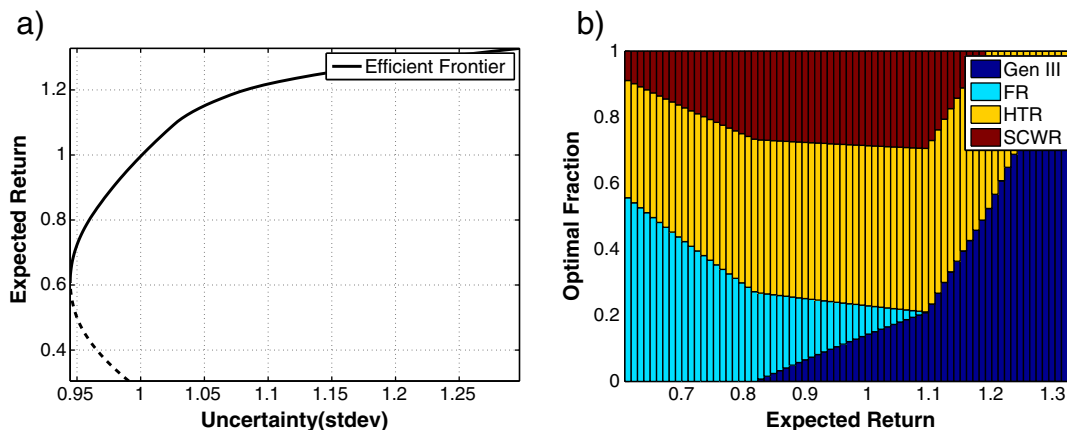 a)
Expected Return
1.2
1
0.8
0.6
0.4
Efficient Frontier
0.95
1
1.05
1.1
1.15
1.2
1.25
Uncertainty(stdev)
b)
Optimal Fraction
1
0.8
0.6
0.4
0.2
0
Gen III
FR
HTR
SCWR
0.7
0.8
0.9
1
1.1
1.2
1.3
Expected Return